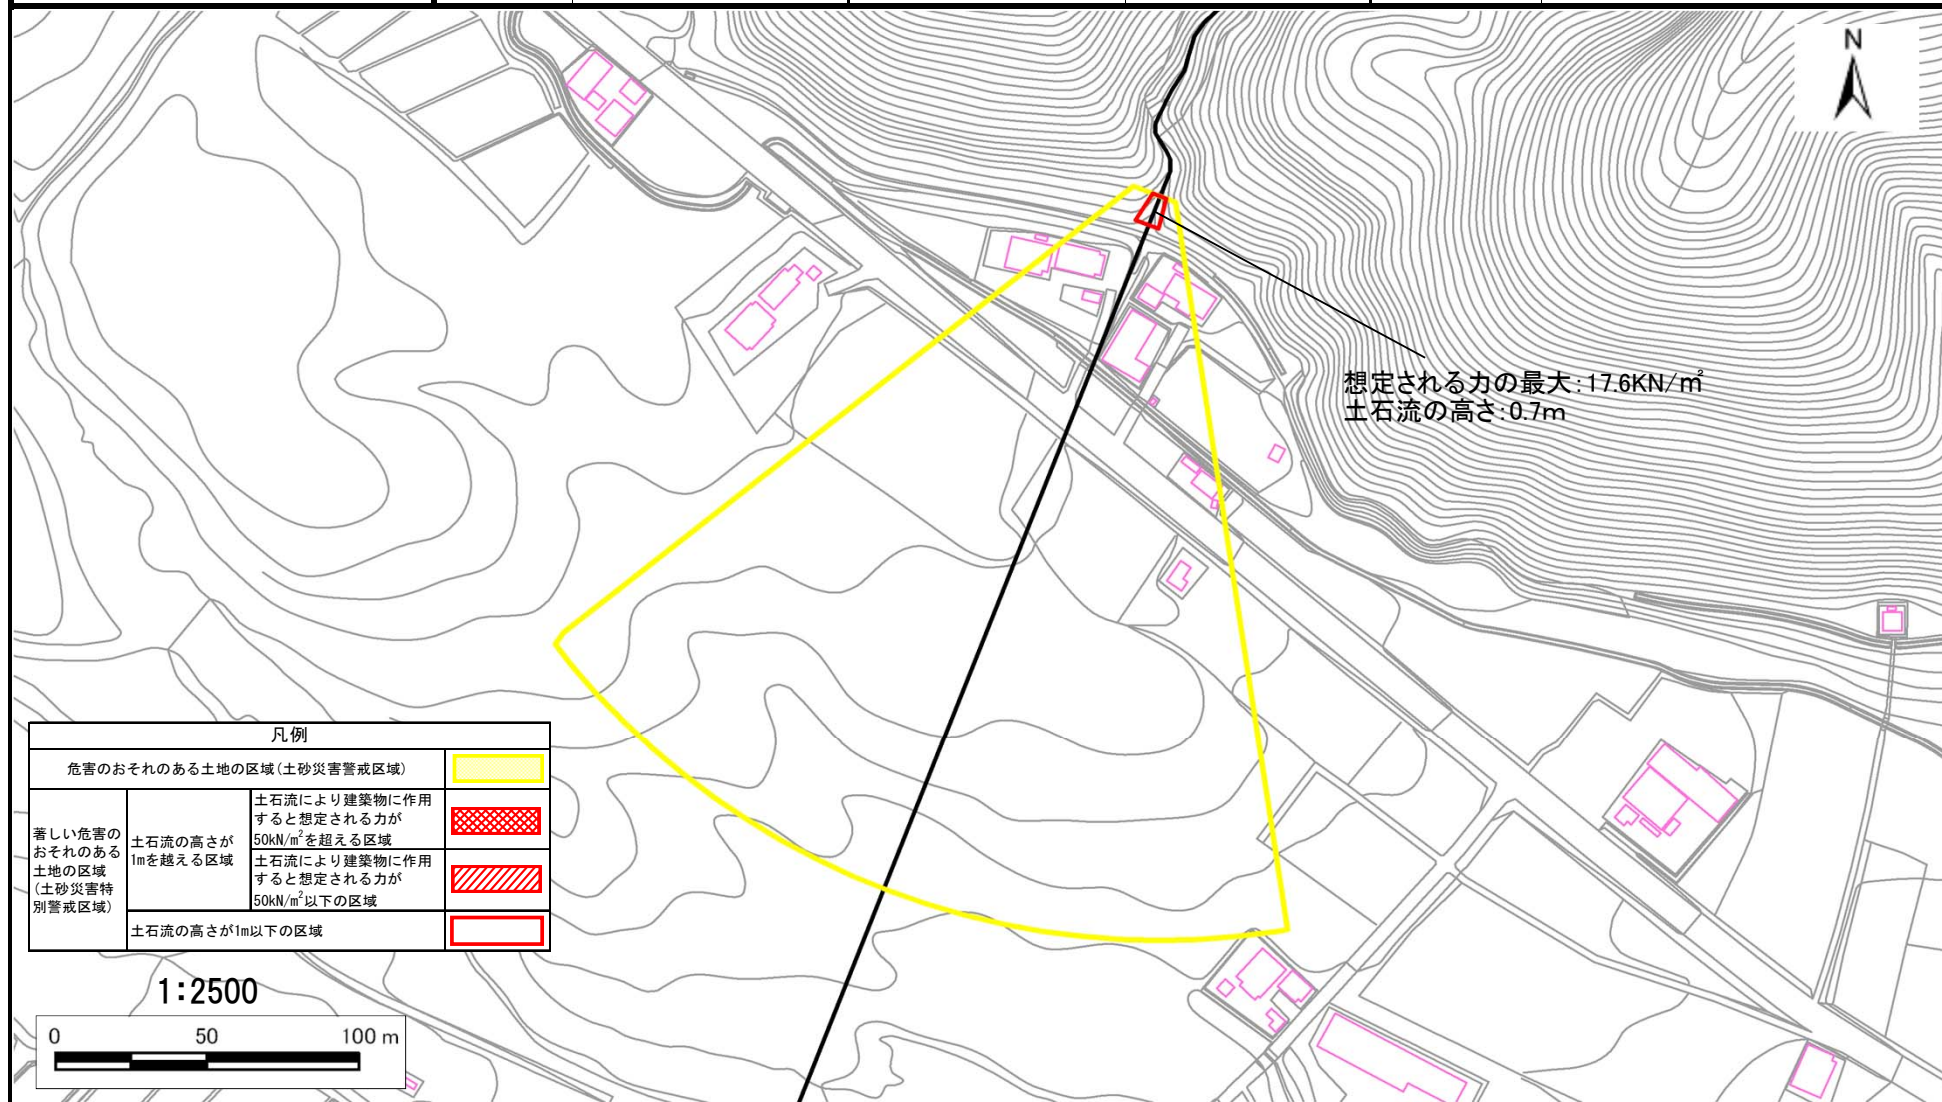 N
想定される力の最大:17.6KN/㎡
土石流の高さ:0.7m
凡例
危害のおそれのある土地の区域(土砂災害警戒区域)
著しい危害の
おそれのある
土地の区域
(土砂災害特
別警戒区域)
土石流の高さが
1mを越える区域
土石流により建築物に作用
すると想定される力が
50kN/m²を超える区域
土石流により建築物に作用
すると想定される力が
50kN/m²以下の区域
土石流の高さが1m以下の区域
1:2500
0 50 100 m